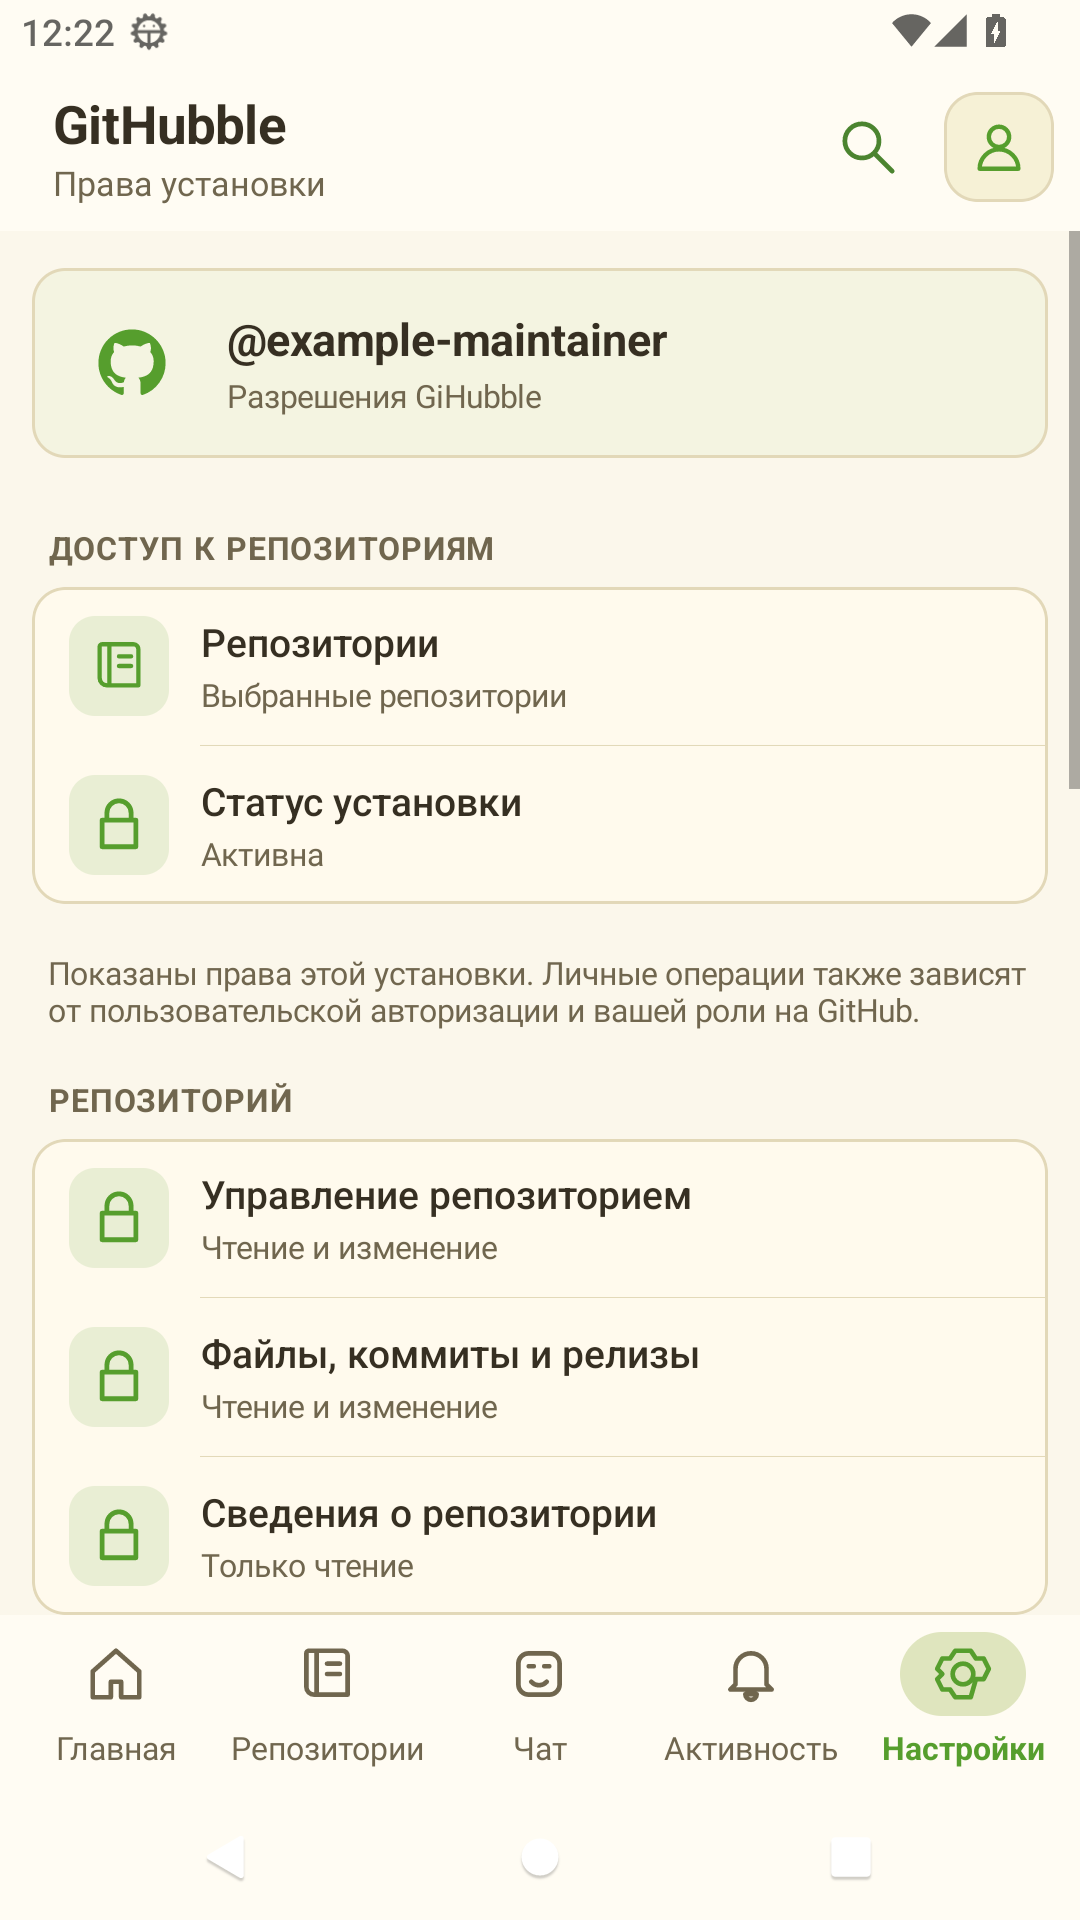 12:22
GitHubble
Права установки
@example-maintainer
Разрешения GiHubble
ДОСТУП К РЕПОЗИТОРИЯМ
Репозитории
Выбранные репозитории
Статус установки
Активна
Показаны права этой установки. Личные операции также зависят
от пользовательской авторизации и вашей роли на GitHub.
РЕПОЗИТОРИЙ
Управление репозиторием
Чтение и изменение
Файлы, коммиты и релизы
Чтение и изменение
Сведения о репозитории
Только чтение
Главная
Репозитории
Чат
Активность
Настройки